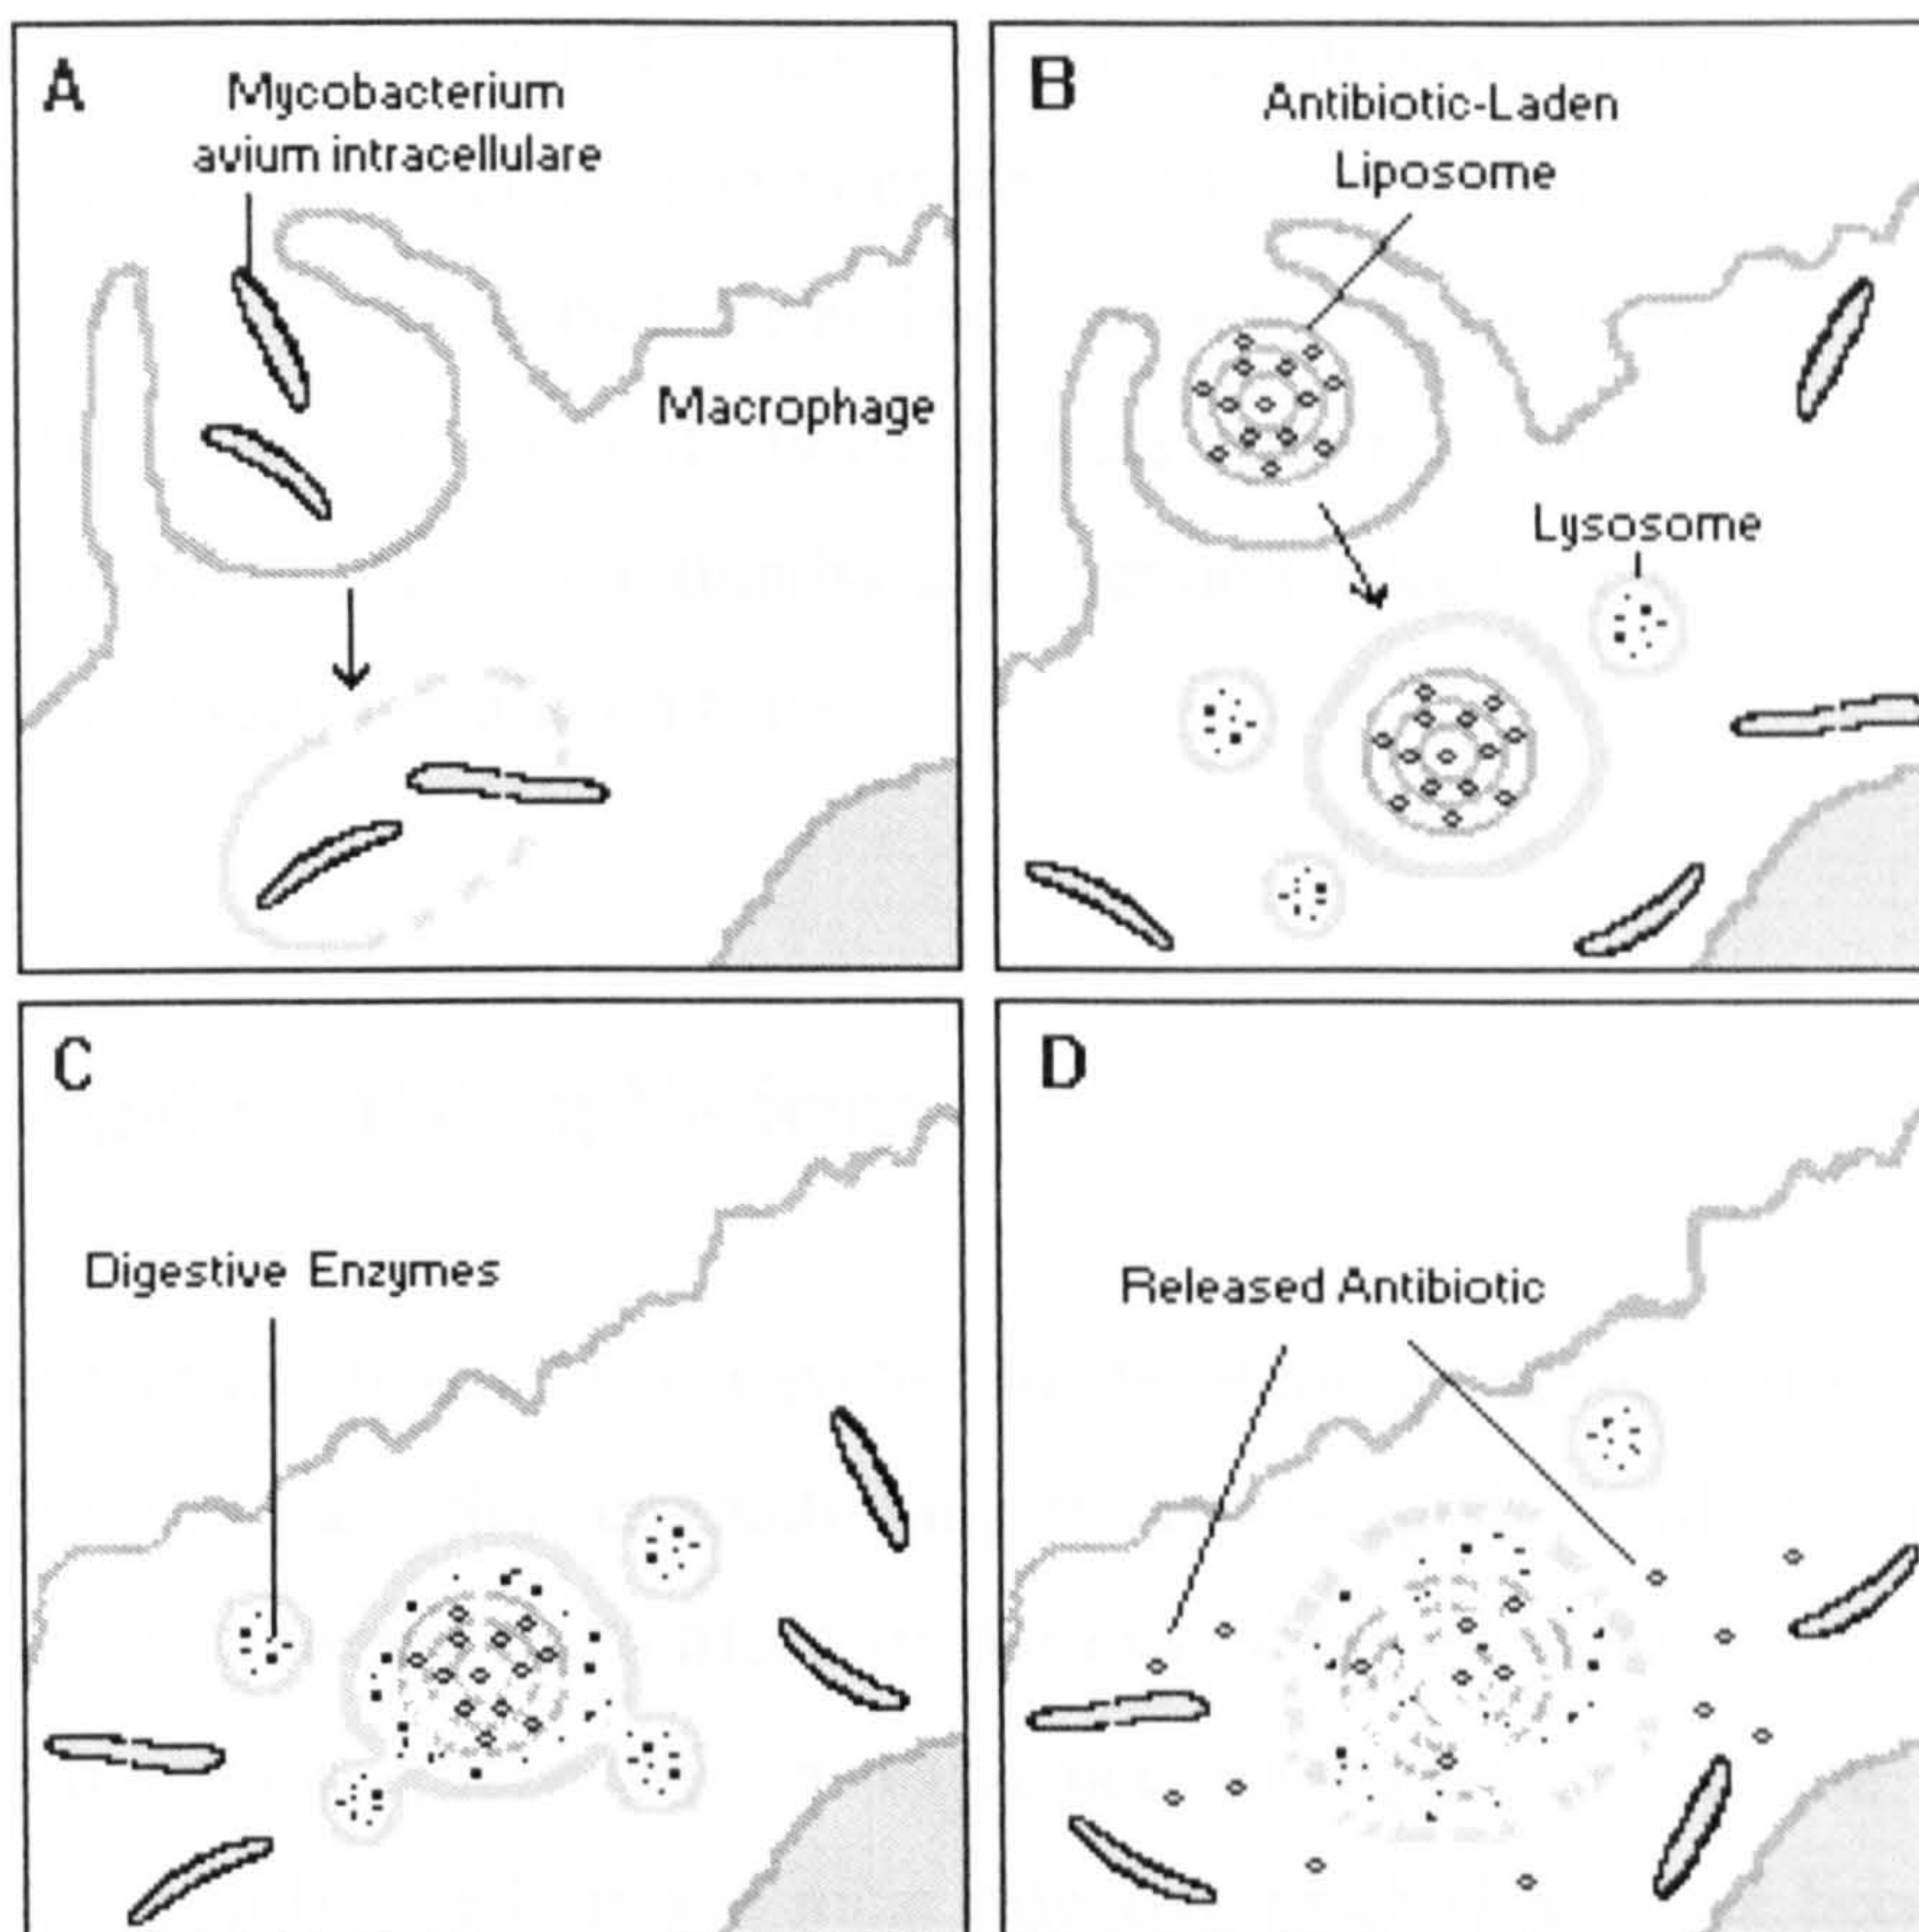 A
Mycobacterium
avium intracellulare
Macrophage
B
Antibiotic-Laden
Liposome
Lysosome
C
Digestive Enzymes
D
Released Antibiotic